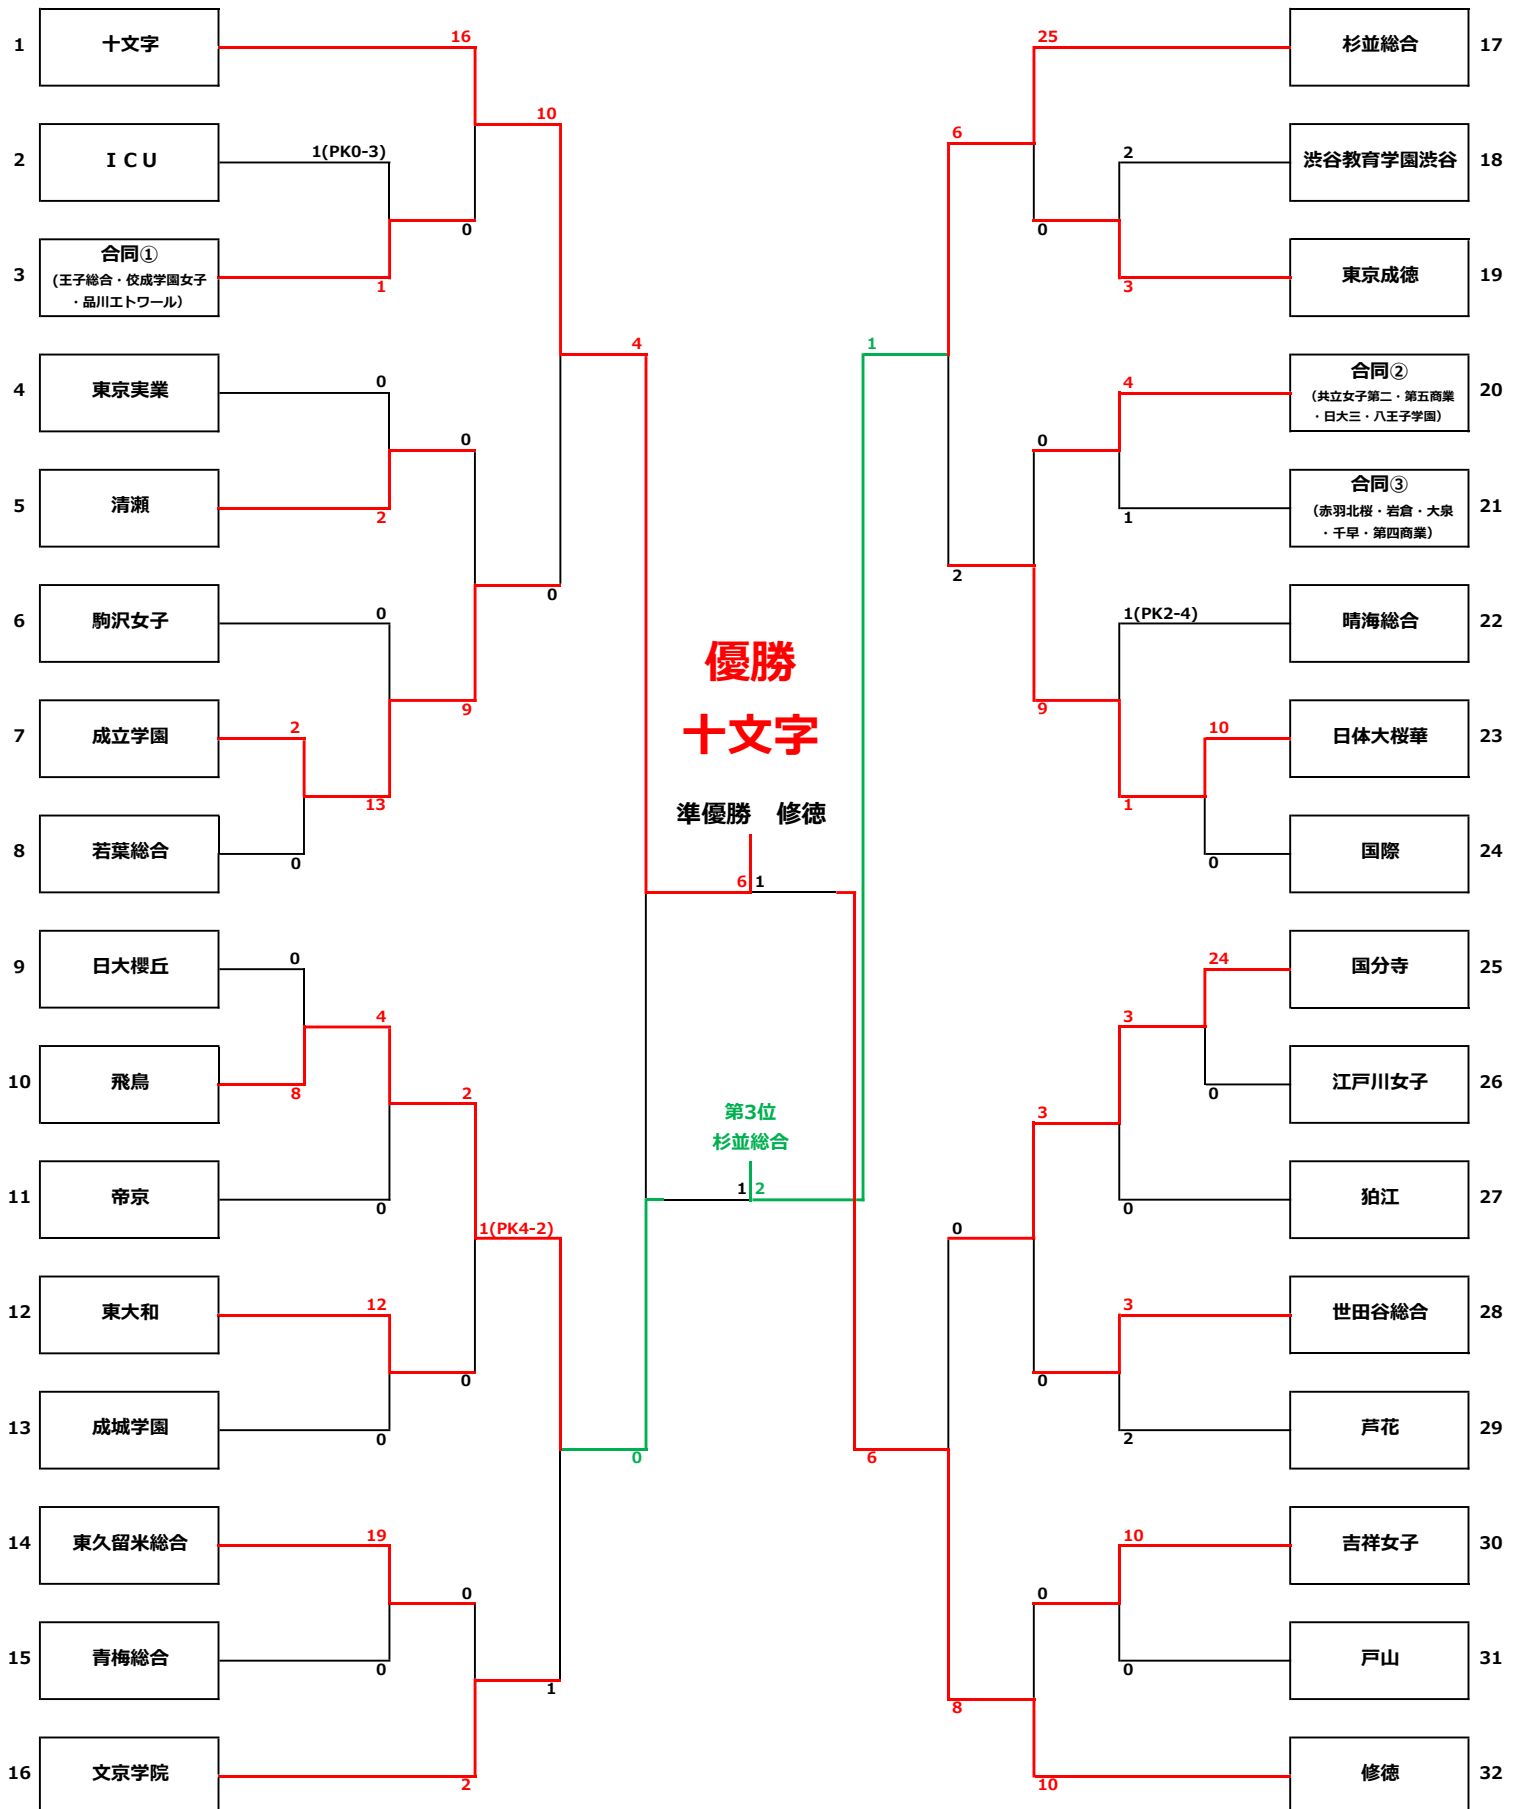 1 十文字 16
10
2 ＩＣＵ 1(PK0-3)
0
3 合同①
(王子総合・佼成学園女子
・品川エトワール)
1
4
4 東京実業 0
0
5 清瀬 2
0
6 駒沢女子 0
9
7 成立学園 2
13
8 若葉総合 0
9 日大櫻丘 0
4
10 飛鳥 8
2
11 帝京 0
1(PK4-2)
12 東大和 12
0
13 成城学園 0
0
14 東久留米総合 19
0
15 青梅総合 0
1
16 文京学院 2
優勝
十文字
準優勝　修徳
6 1
第3位
杉並総合
1 2
25 杉並総合 17
6
2 渋谷教育学園渋谷 18
0
3 東京成徳 19
1
4 合同② 20
(共立女子第二・第五商業
・日大三・八王子学園)
0
合同③ 21
(赤羽北桜・岩倉・大泉
・千早・第四商業)
1
2
1(PK2-4) 晴海総合 22
9
10 日体大桜華 23
1
0 国際 24
24 国分寺 25
3
0 江戸川女子 26
3
0 狛江 27
0
3 世田谷総合 28
0
2 芦花 29
6
10 吉祥女子 30
0
0 戸山 31
8
10 修徳 32